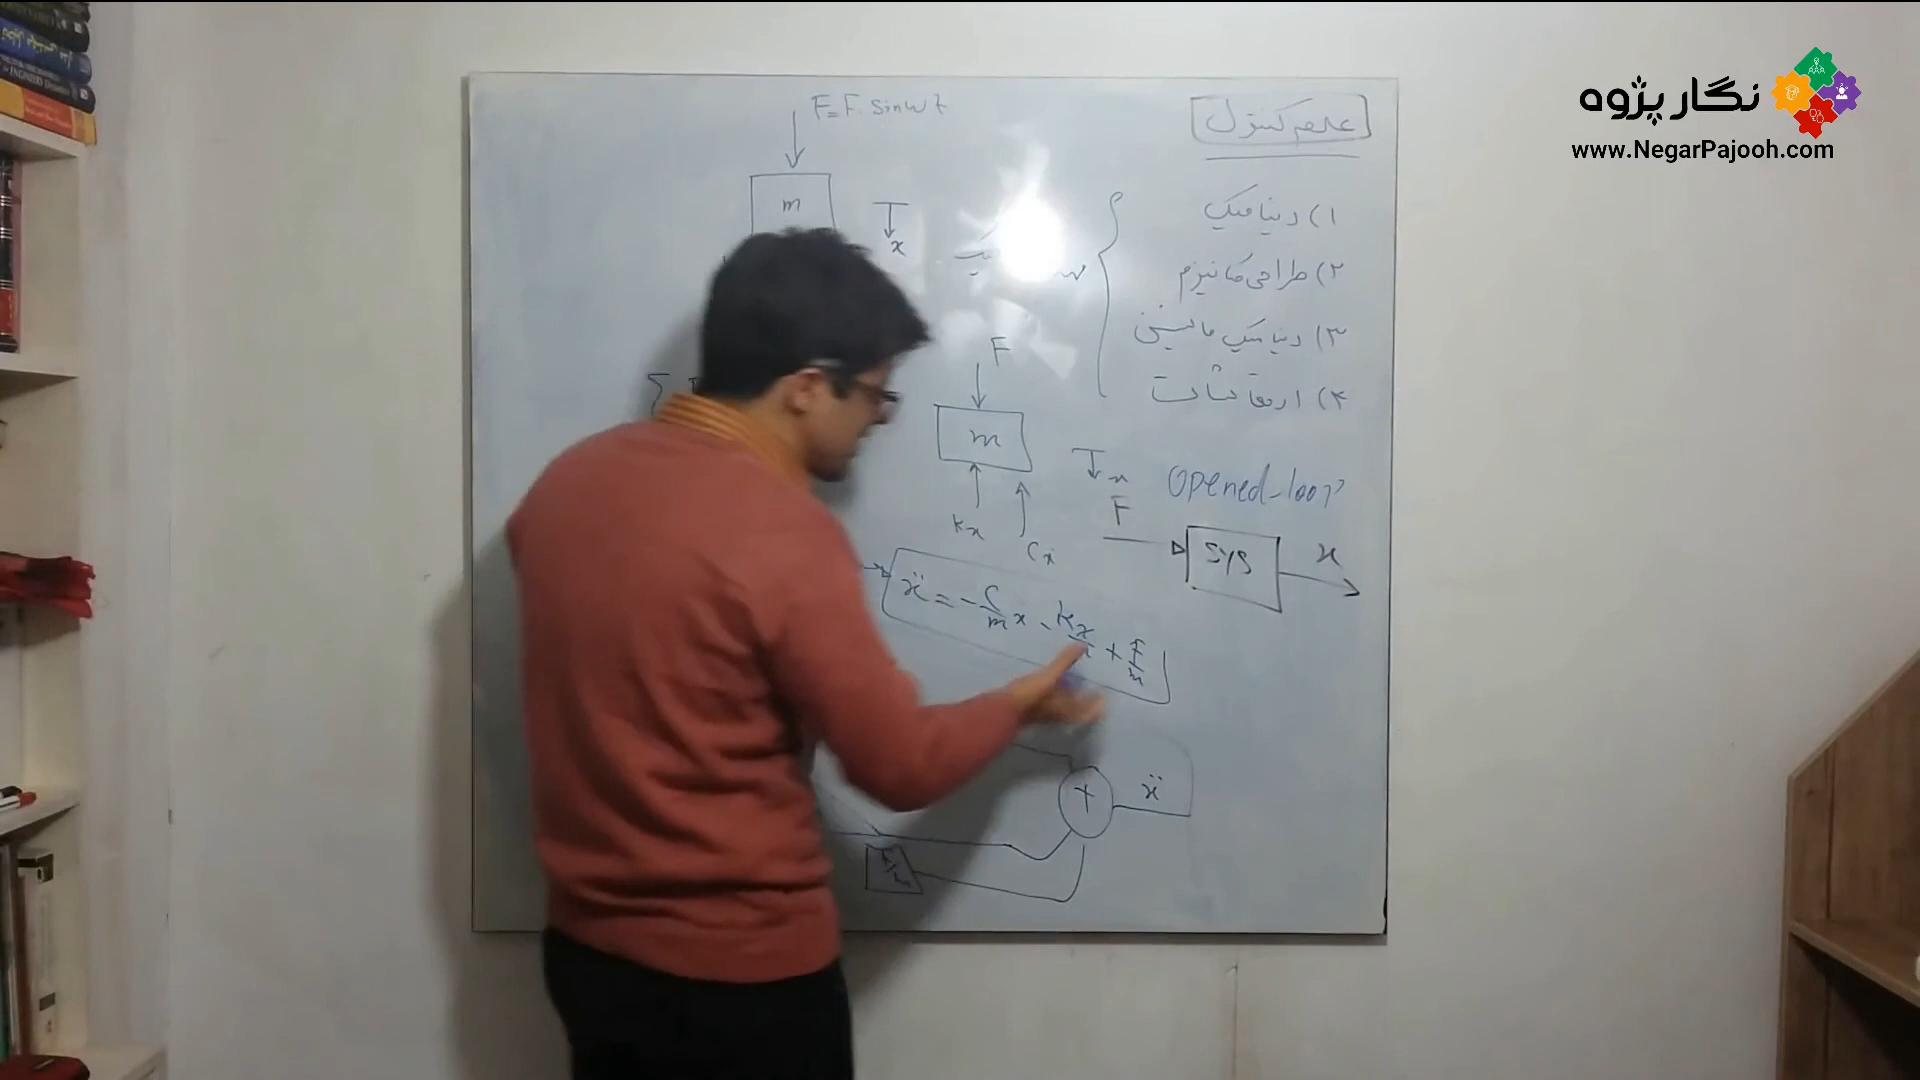 نگار پژوه
www.NegarPajooh.com
علم کنترل
F=F. sinωt
m
x
۱) دینامیک
۲) طراحی مکانیزم
۳) دینامیک ماشین
۴) ارتعاشات
F
m
x
kx
cẋ
opened-loop
F
sys
x
ẍ = -c/m x - kx + F/m
+
ẍ
k/m